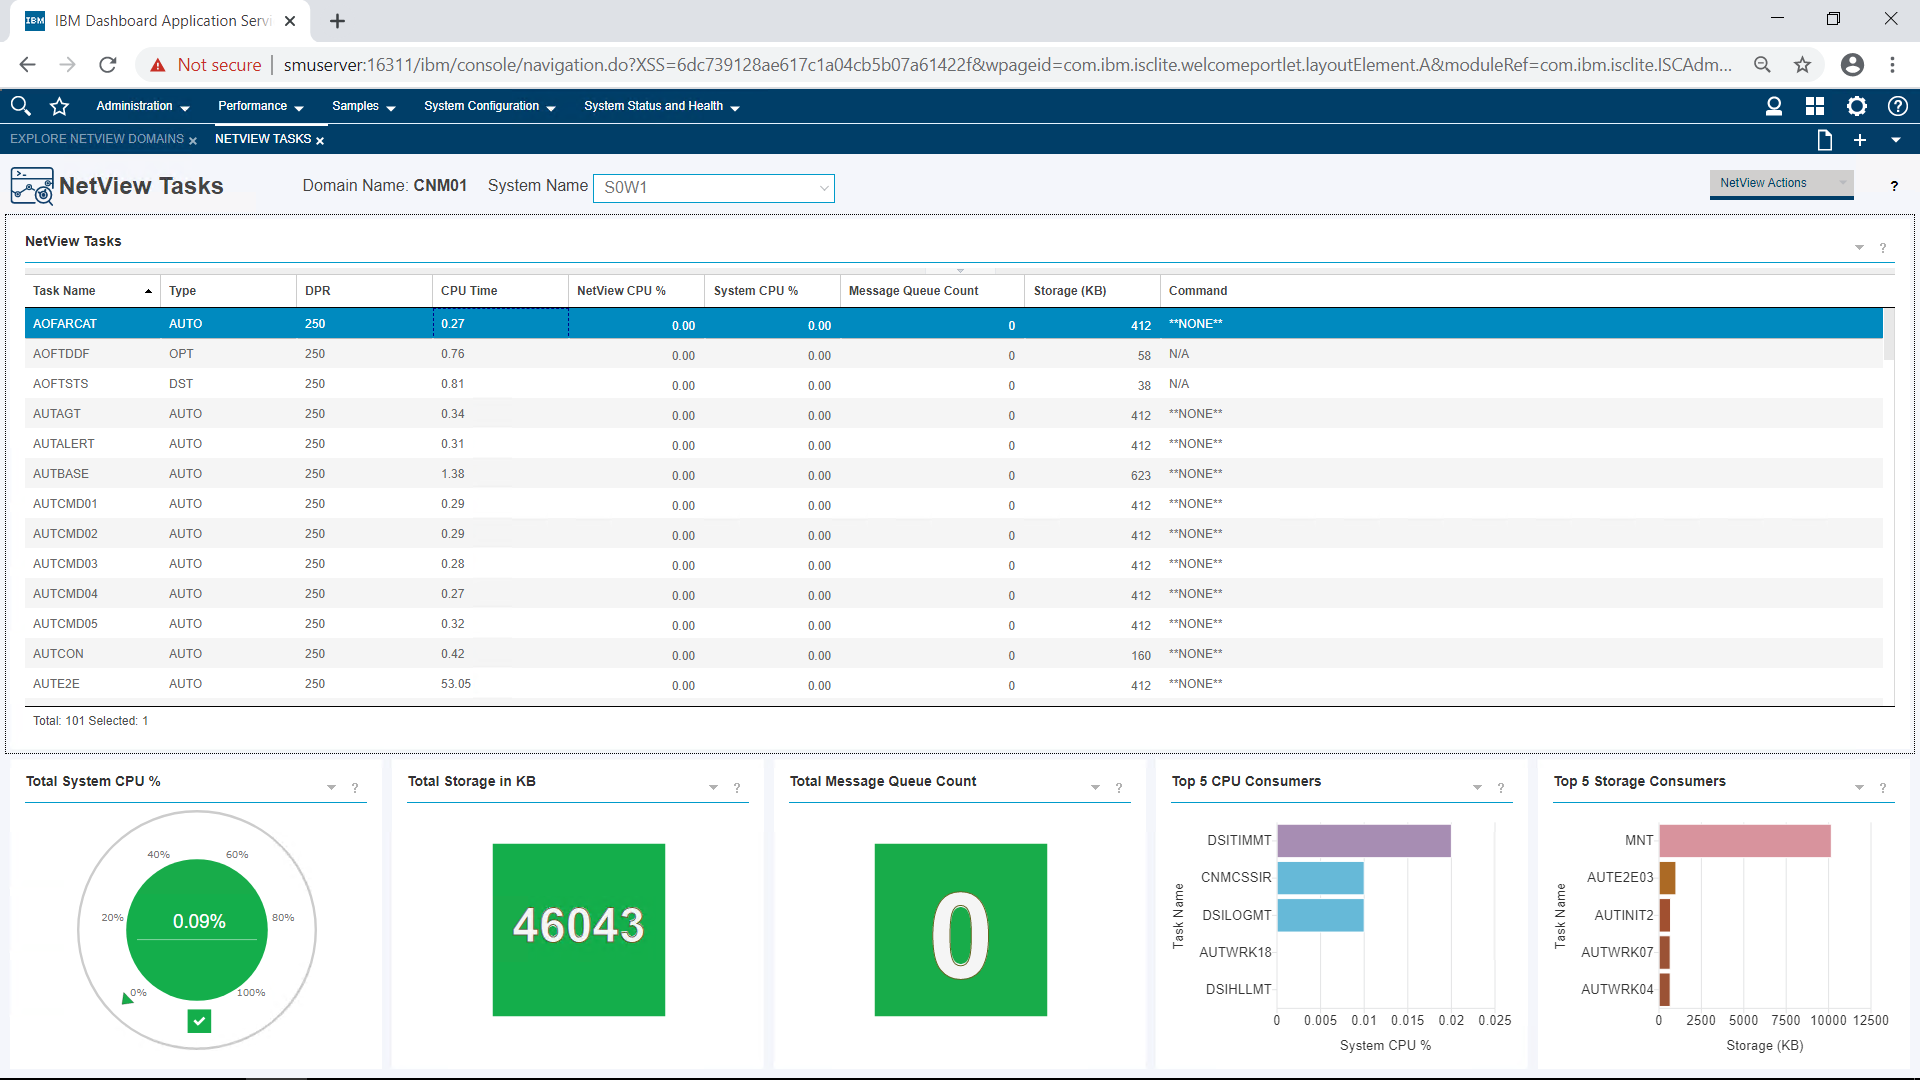 IBM IBM Dashboard Application Servi
Not secure smuserver:16311/ibm/console/navigation.do?XSS=6dc739128ae617c1a04cb5b07a61422f&wpageid=com.ibm.isclite.welcomeportlet.layoutElement.A&moduleRef=com.ibm.isclite.ISCAdm...
Administration Performance Samples System Configuration System Status and Health
EXPLORE NETVIEW DOMAINS NETVIEW TASKS
NetView Tasks Domain Name: CNM01 System Name S0W1 NetView Actions ?
NetView Tasks ?
Task Name Type DPR CPU Time NetView CPU % System CPU % Message Queue Count Storage (KB) Command
AOFARCAT AUTO 250 0.27 0.00 0.00 0 412 **NONE**
AOFTDDF OPT 250 0.76 0.00 0.00 0 58 N/A
AOFTSTS DST 250 0.81 0.00 0.00 0 38 N/A
AUTAGT AUTO 250 0.34 0.00 0.00 0 412 **NONE**
AUTALERT AUTO 250 0.31 0.00 0.00 0 412 **NONE**
AUTBASE AUTO 250 1.38 0.00 0.00 0 623 **NONE**
AUTCMD01 AUTO 250 0.29 0.00 0.00 0 412 **NONE**
AUTCMD02 AUTO 250 0.29 0.00 0.00 0 412 **NONE**
AUTCMD03 AUTO 250 0.28 0.00 0.00 0 412 **NONE**
AUTCMD04 AUTO 250 0.27 0.00 0.00 0 412 **NONE**
AUTCMD05 AUTO 250 0.32 0.00 0.00 0 412 **NONE**
AUTCON AUTO 250 0.42 0.00 0.00 0 160 **NONE**
AUTE2E AUTO 250 53.05 0.00 0.00 0 412 **NONE**
Total: 101 Selected: 1
Total System CPU % ?
40% 60%
20% 0.09% 80%
0% 100%
Total Storage in KB ?
46043
Total Message Queue Count ?
0
Top 5 CPU Consumers ?
Task Name
DSITIMMT
CNMCSSIR
DSILOGMT
AUTWRK18
DSIHLLMT
0 0.005 0.01 0.015 0.02 0.025
System CPU %
Top 5 Storage Consumers ?
Task Name
MNT
AUTE2E03
AUTINIT2
AUTWRK07
AUTWRK04
0 2500 5000 7500 10000 12500
Storage (KB)